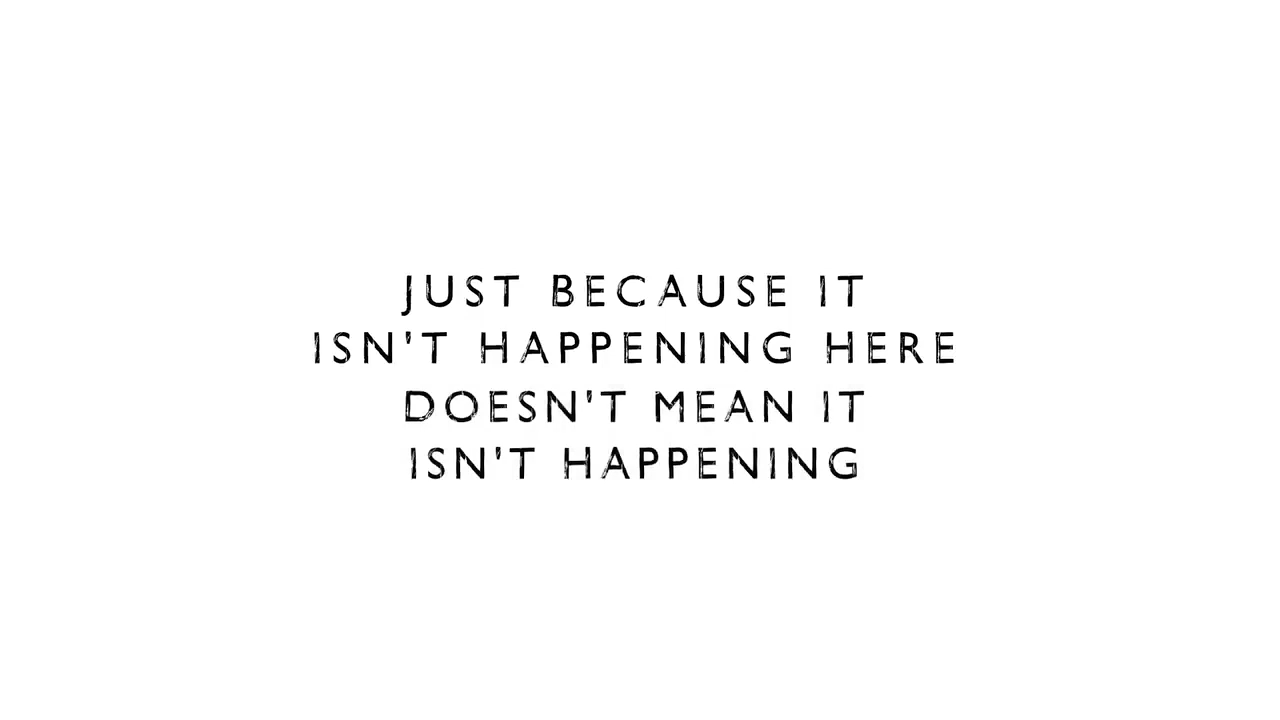 JUST BECAUSE IT
ISN'T HAPPENING HERE
DOESN'T MEAN IT
ISN'T HAPPENING